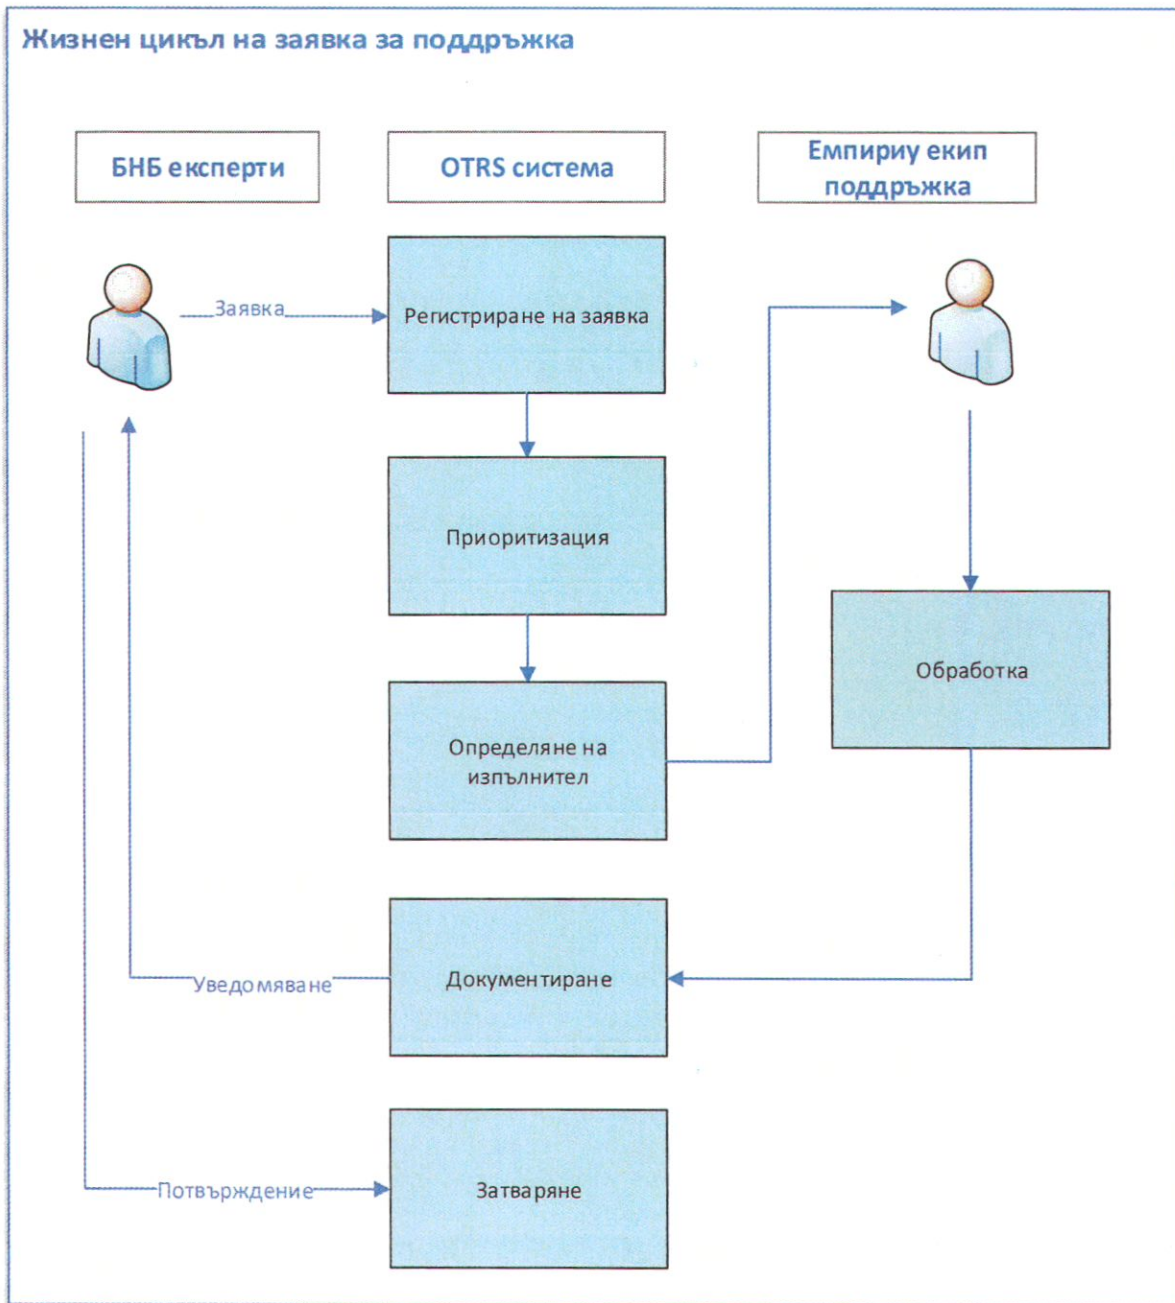 Жизнен цикъл на заявка за поддръжка
БНБ експерти
OTRS система
Емпириу екип
поддръжка
Заявка
Регистриране на заявка
Приоритизация
Обработка
Определяне на
изпълнител
Уведомяване
Документиране
Потвърждение
Затваряне